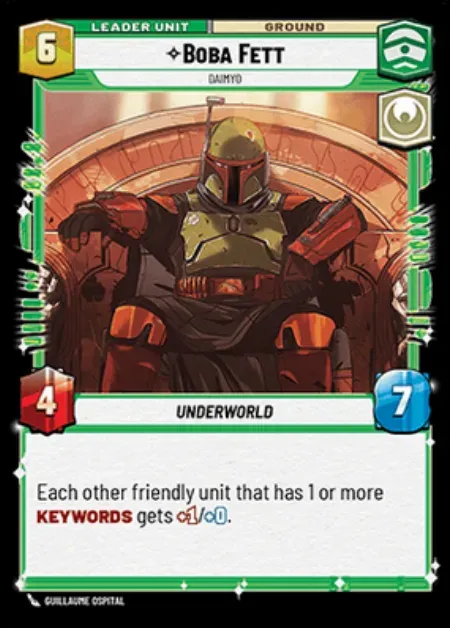 6
LEADER UNIT
GROUND
BOBA FETT
DAIMYO
4
UNDERWORLD
7
Each other friendly unit that has 1 or more
KEYWORDS gets +1/+0.
GUILLAUME OSPITAL